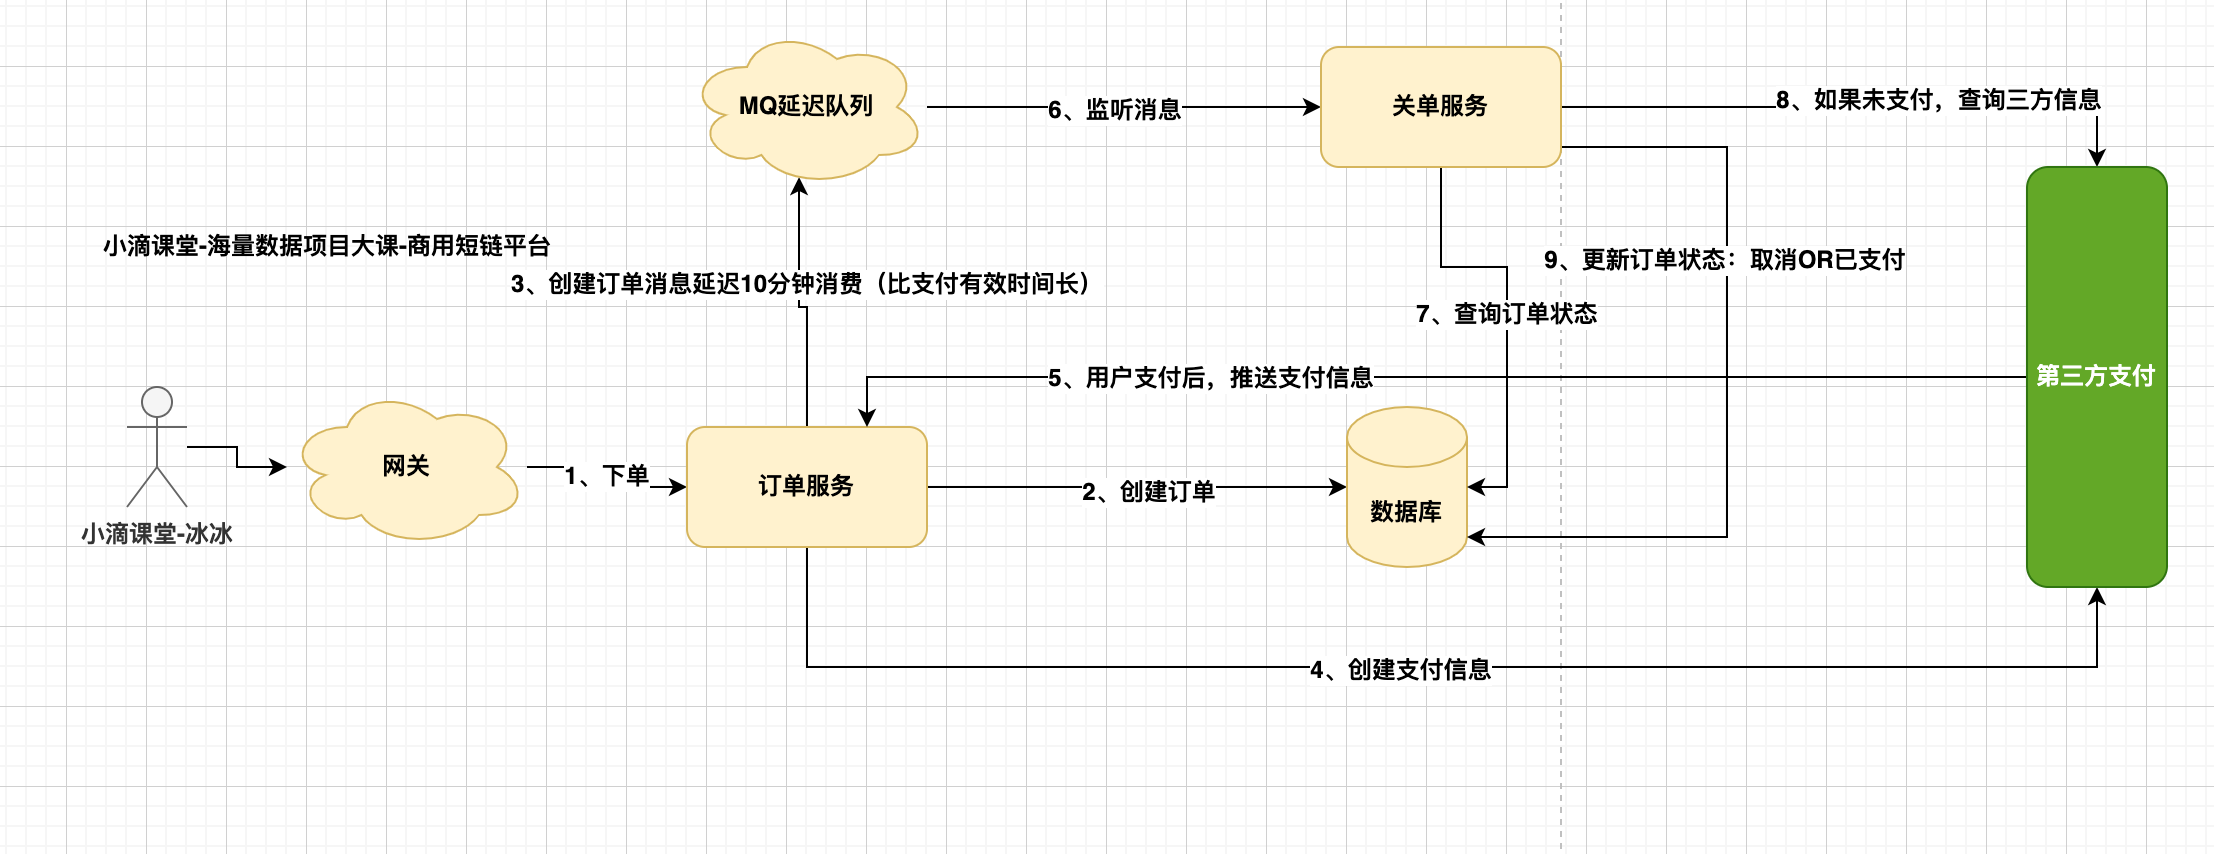 MQ延迟队列
6、监听消息
关单服务
8、如果未支付，查询三方信息
小滴课堂-海量数据项目大课-商用短链平台
3、创建订单消息延迟10分钟消费（比支付有效时间长）
9、更新订单状态：取消OR已支付
7、查询订单状态
5、用户支付后，推送支付信息
第三方支付
网关
1、下单
订单服务
2、创建订单
数据库
小滴课堂-冰冰
4、创建支付信息